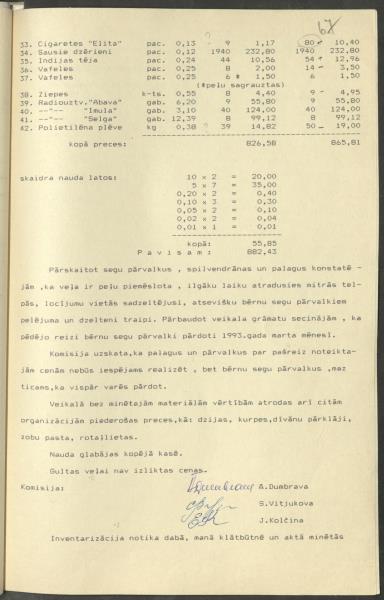 67
33. Cigaretes "Elita" pac. 0,13 9 1,17 80 10,40
34. Sausie dzērieni pac. 0,12 1940 232,80 1940 232,80
35. Indijas tēja pac. 0,24 44 10,56 54 12,96
36. Vafeles pac. 0,25 8 2,00 14 3,50
37. Vafeles pac. 0,25 6 * 1,50 6 1,50
(*peļu sagrauztas)
38. Ziepes k-ts. 0,55 8 4,40 9 4,95
39. Radiouztv."Abava" gab. 6,20 9 55,80 9 55,80
40. --"-- "Imula" gab. 3,10 40 124,00 40 124,00
41. --"-- "Selga" gab. 12,39 8 99,12 8 99,12
42. Polietilēna plēve kg 0,38 39 14,82 50 19,00
kopā preces: 826,58 865,81
skaidra nauda latos: 10 × 2 = 20,00
5 × 7 = 35,00
0,20 × 2 = 0,40
0,10 × 3 = 0,30
0,05 × 2 = 0,10
0,02 × 2 = 0,04
0,01 × 1 = 0,01
kopā: 55,85
P a v i s a m : 882,43
Pārskaitot segu pārvalkus , spilvendrānas un palagus konstatē -
jām ,ka veļa ir peļu piemēslota , ilgāku laiku atradusies mitrās tel-
pās, locījumu vietās sadzeltējusi, atsevišķu bērnu segu pārvalkiem
pelējuma un dzelteni traipi. Pārbaudot veikala grāmatu secinājām , ka
pēdējo reizi bērnu segu pārvalki pārdoti 1993.gada marta mēnesī.
Komisija uzskata,ka palagus un pārvalkus par pašreiz noteikta-
jām cenām nebūs iespējams realizēt , bet bērnu segu pārvalkus ,maz
ticams,ka vispār varēs pārdot.
Veikalā bez minētajām materiālām vērtībām atrodas arī citām
organizācijām piederošas preces,kā: dzijas, kurpes,dīvānu pārklāji,
zobu pasta, rotaļlietas.
Nauda glabājas kopējā kasē.
Gultas veļai nav izliktas cenas.
Komisija: A.Dumbrava
S.Vitjukova
J.Kolčina
Inventarizācija notika dabā, manā klātbūtnē un aktā minētās